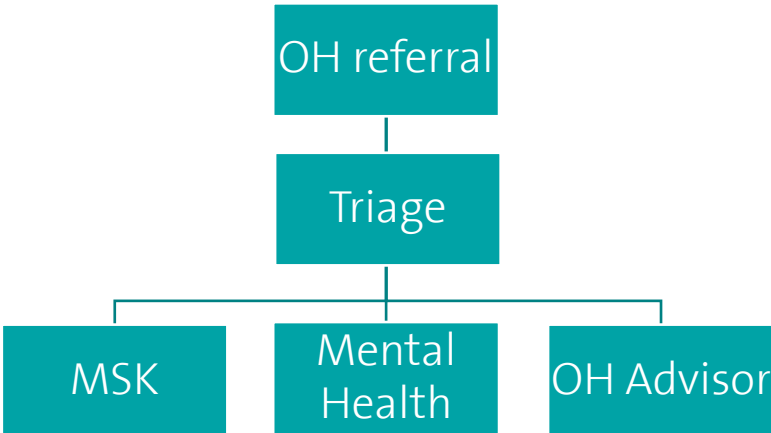 OH referral
Triage
MSK
Mental
Health
OH Advisor